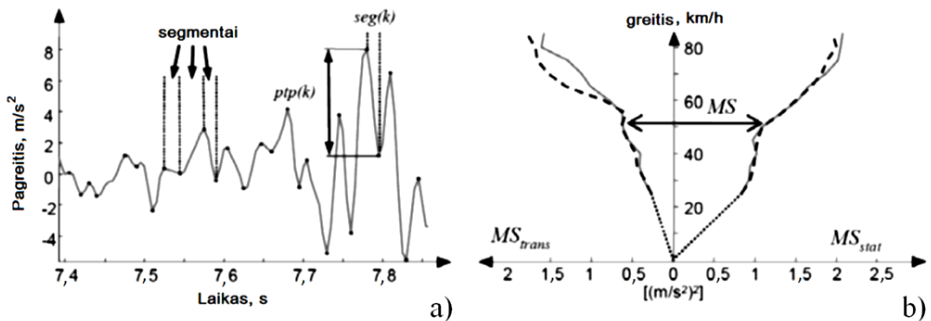 segmentai
seg(k)
ptp(k)
Pagreitis, m/s²
8
6
4
2
0
-2
-4
7,4
7,5
7,6
7,7
7,8
Laikas, s
a)
greitis, km/h
80
60
40
20
MS
MS_trans
MS_stat
2
1,5
1
0,5
0
0,5
1
1,5
2
2,5
[(m/s²)²]
b)